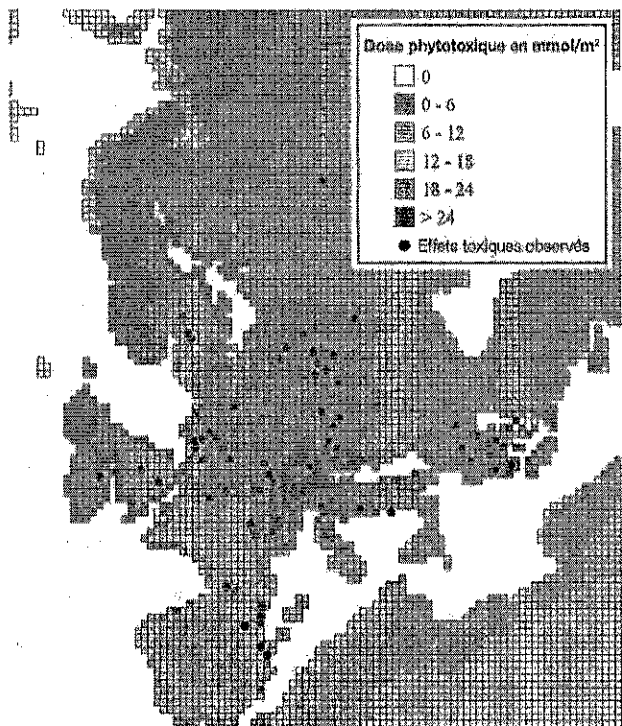 Dose phytotoxique en mmol/m²
0
0 - 6
6 - 12
12 - 18
18 - 24
> 24
Effets toxiques observés